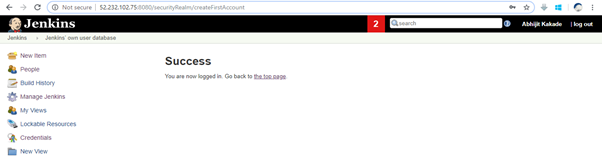 Not secure | 52.232.102.75:8080/securityRealm/createFirstAccount
Jenkins 2 search Abhijit Kakade | log out
Jenkins Jenkins' own user database
New Item
People
Build History
Manage Jenkins
My Views
Lockable Resources
Credentials
New View
Success
You are now logged in. Go back to the top page